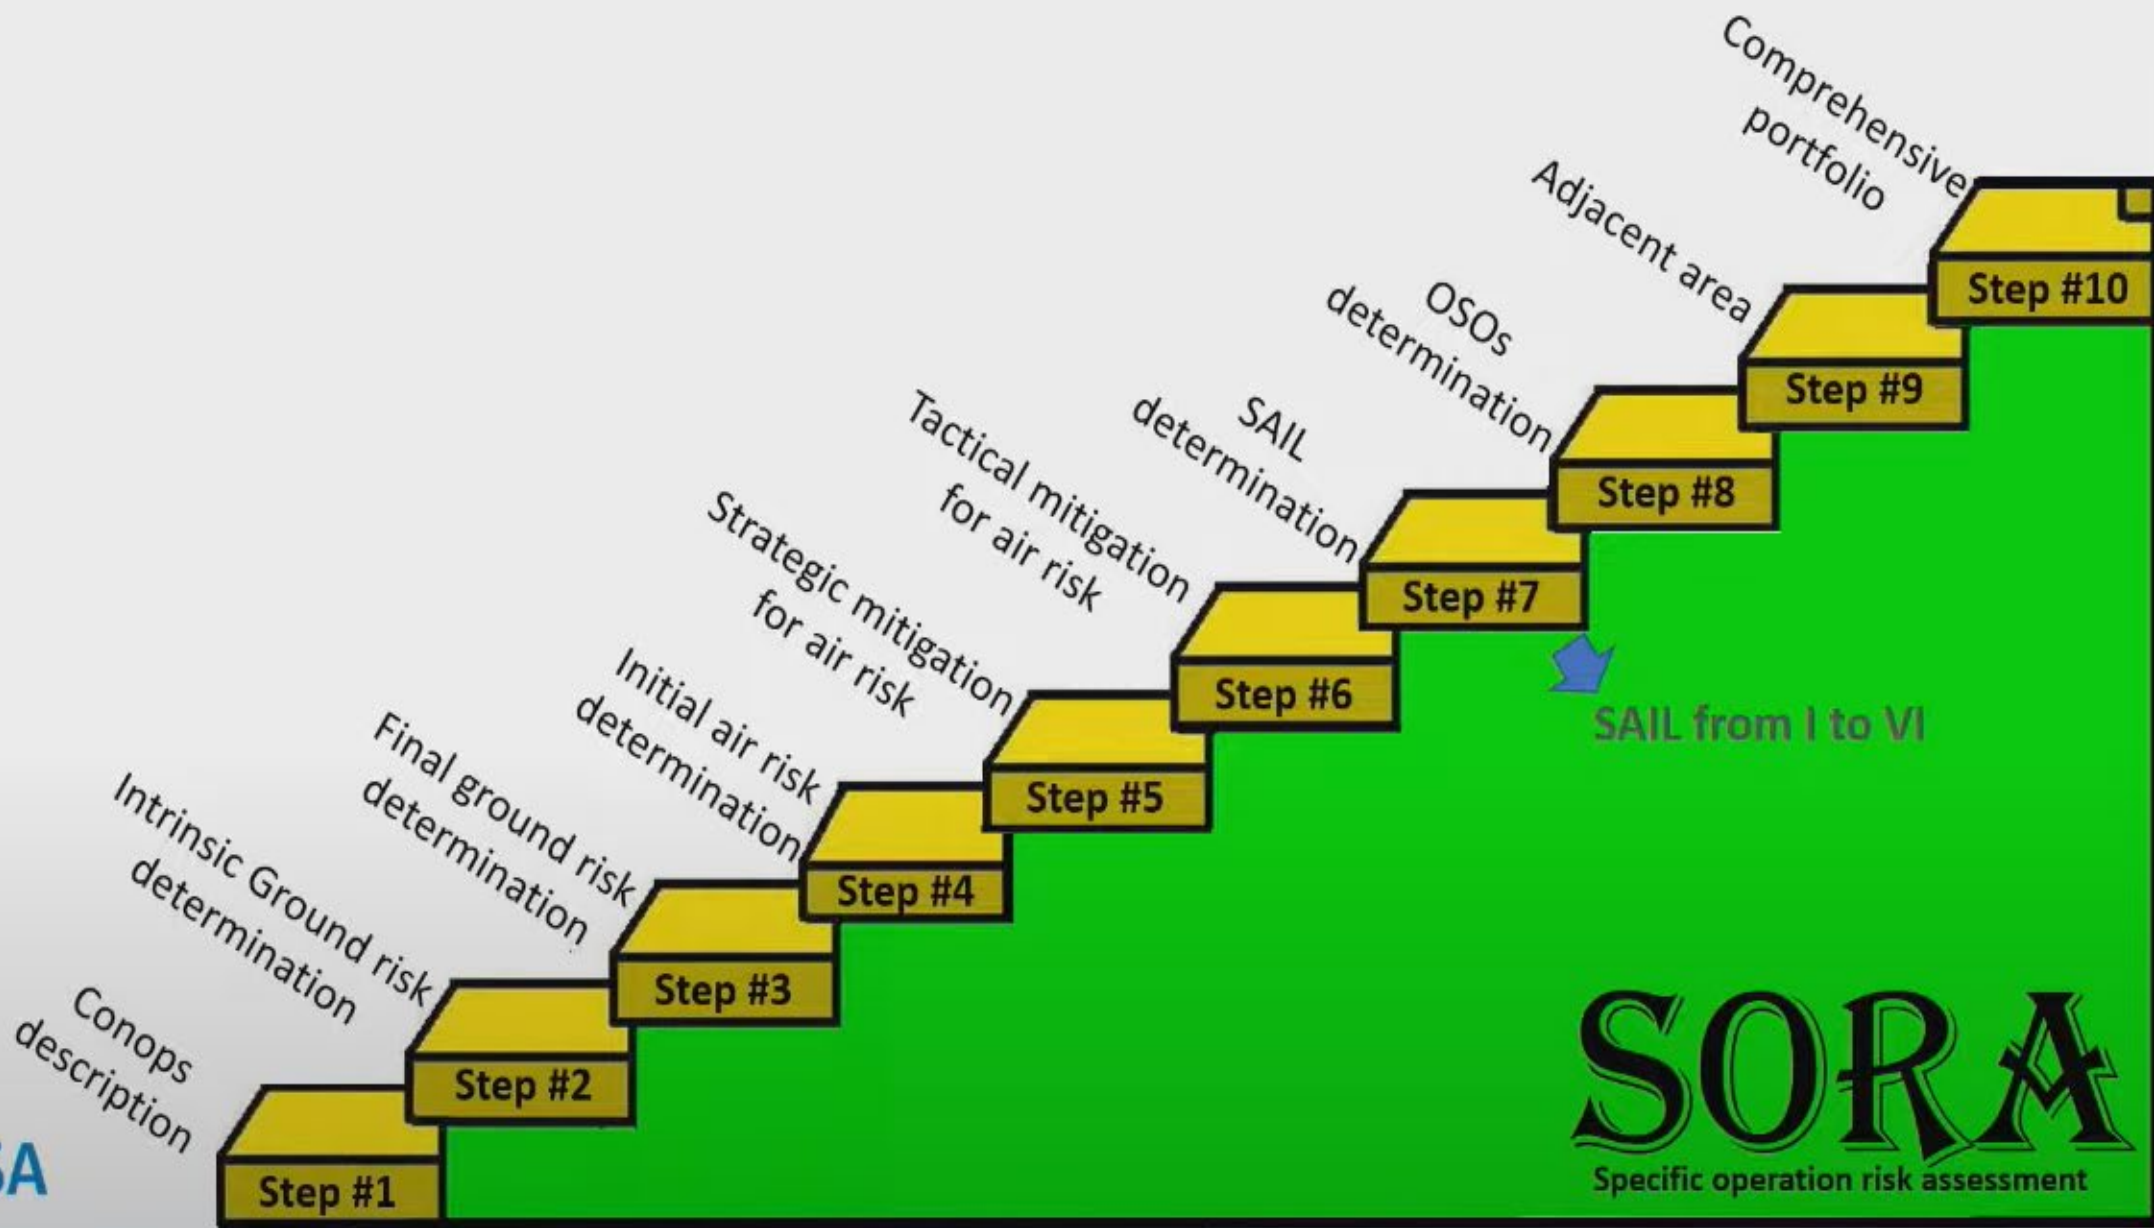 Conops
description
Step #1
Intrinsic Ground risk
determination
Step #2
Final ground risk
determination
Step #3
Initial air risk
determination
Step #4
Strategic mitigation
for air risk
Step #5
Tactical mitigation
for air risk
Step #6
SAIL
determination
Step #7
OSOs
determination
Step #8
Adjacent area
Step #9
Comprehensive
portfolio
Step #10
SAIL from I to VI
SORA
Specific operation risk assessment